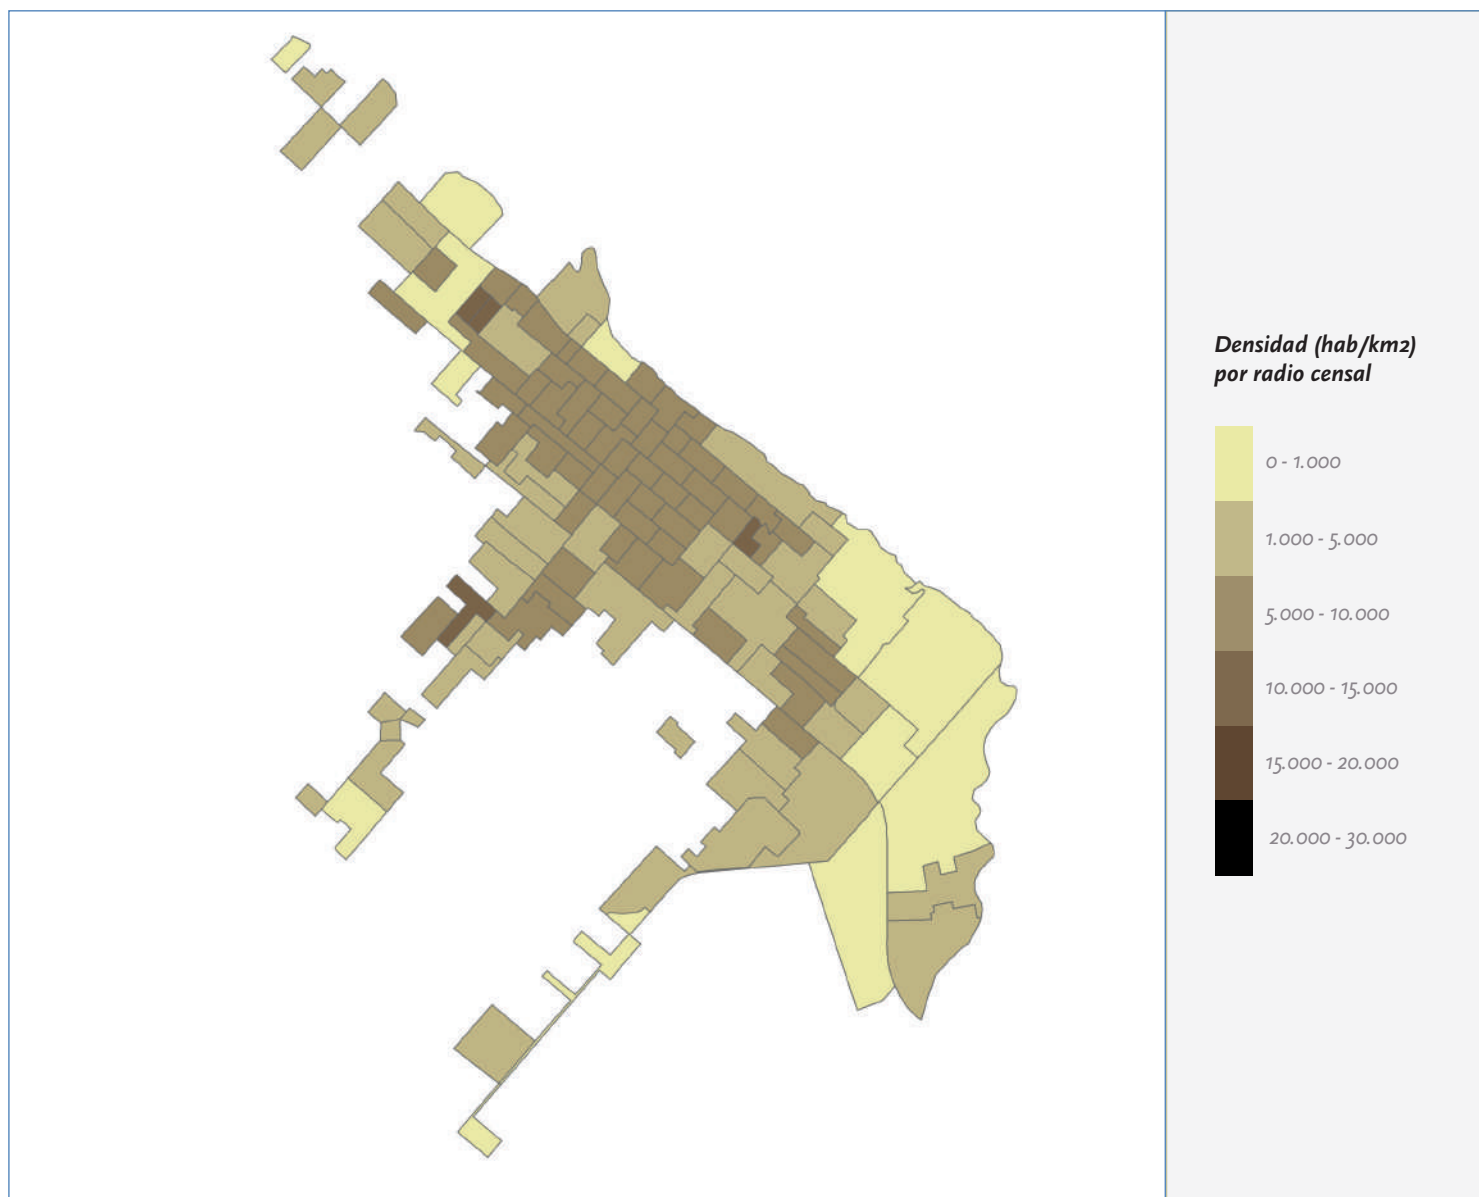 Densidad (hab/km2)
por radio censal
0 - 1.000
1.000 - 5.000
5.000 - 10.000
10.000 - 15.000
15.000 - 20.000
20.000 - 30.000